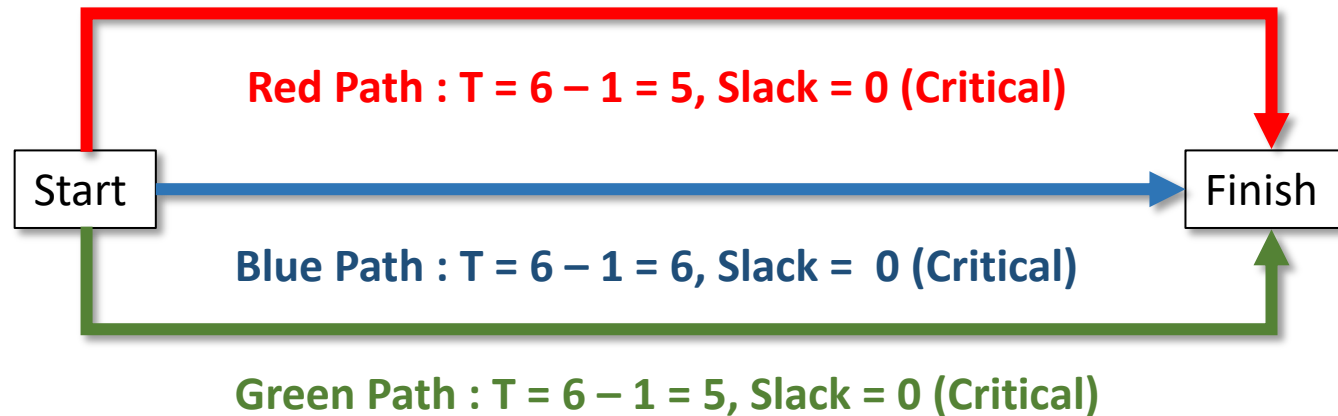 Red Path : T = 6 – 1 = 5, Slack = 0 (Critical)
Start
Finish
Blue Path : T = 6 – 1 = 6, Slack =  0 (Critical)
Green Path : T = 6 – 1 = 5, Slack = 0 (Critical)